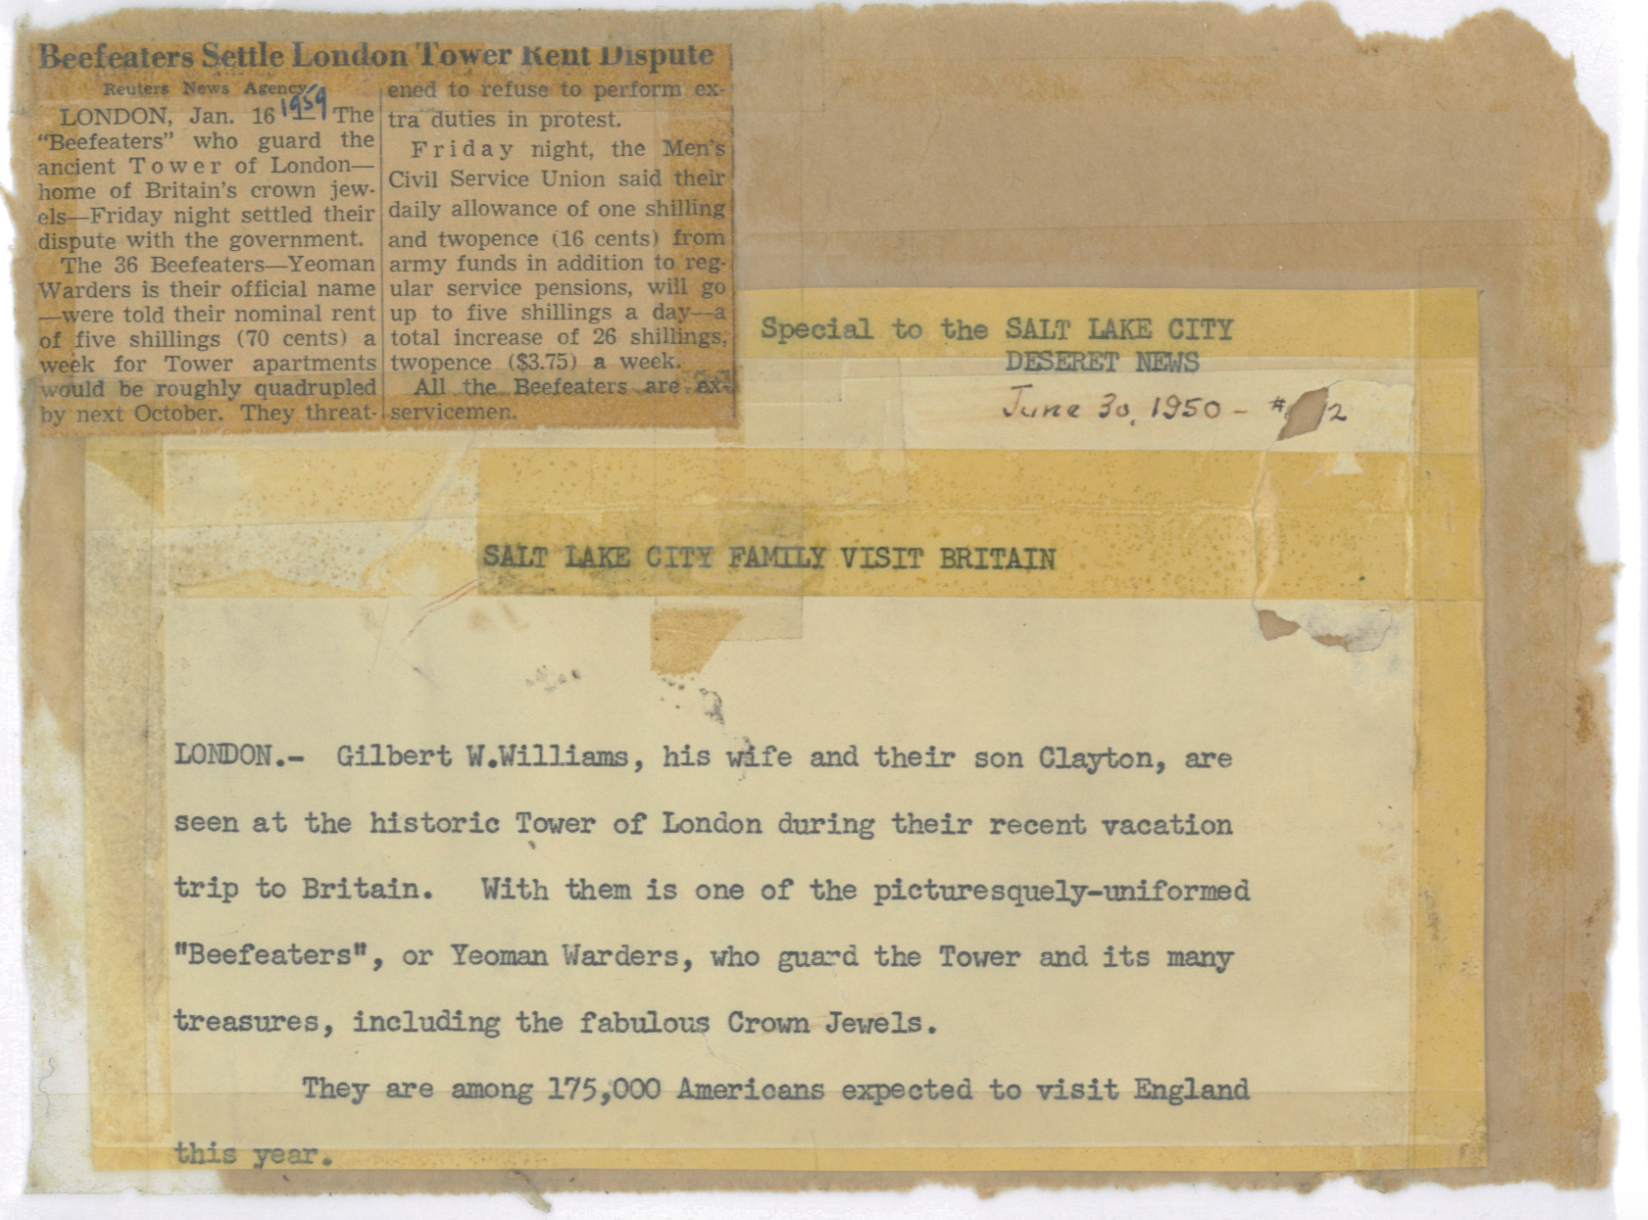 Beefeaters Settle London Tower Rent Dispute
Reuters News Agency
1959
LONDON, Jan. 16 — The
"Beefeaters" who guard the
ancient Tower of London—
home of Britain's crown jew-
els—Friday night settled their
dispute with the government.
The 36 Beefeaters—Yeoman
Warders is their official name
—were told their nominal rent
of five shillings (70 cents) a
week for Tower apartments
would be roughly quadrupled
by next October. They threat-
ened to refuse to perform ex-
tra duties in protest.
Friday night, the Men's
Civil Service Union said their
daily allowance of one shilling
and twopence (16 cents) from
army funds in addition to reg-
ular service pensions, will go
up to five shillings a day—a
total increase of 26 shillings,
twopence ($3.75) a week.
All the Beefeaters are ex-
servicemen.
Special to the SALT LAKE CITY
DESERET NEWS
June 30, 1950 - # 2
SALT LAKE CITY FAMILY VISIT BRITAIN
LONDON.- Gilbert W.Williams, his wife and their son Clayton, are
seen at the historic Tower of London during their recent vacation
trip to Britain. With them is one of the picturesquely-uniformed
"Beefeaters", or Yeoman Warders, who guard the Tower and its many
treasures, including the fabulous Crown Jewels.
They are among 175,000 Americans expected to visit England
this year.